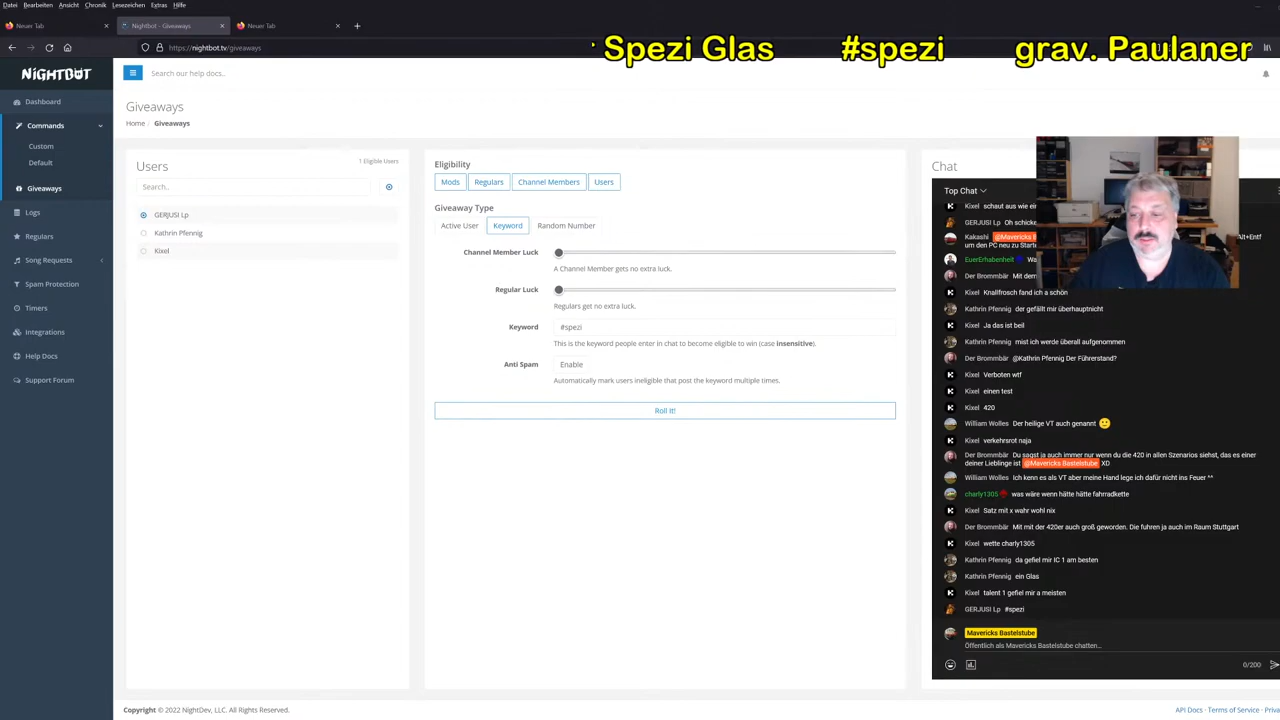 Datei Bearbeiten Ansicht Chronik Lesezeichen Extras Hilfe
Neuer Tab
Nightbot - Giveaways
Neuer Tab
https://nightbot.tv/giveaways
Spezi Glas #spezi grav. Paulaner
NIGHTBOT
Search our help docs..
Dashboard
Commands
Custom
Default
Giveaways
Logs
Regulars
Song Requests
Spam Protection
Timers
Integrations
Help Docs
Support Forum
Giveaways
Home / Giveaways
Users
1 Eligible Users
Search..
GERJUSI Lp
Kathrin Pfennig
Kixel
Eligibility
Mods Regulars Channel Members Users
Giveaway Type
Active User Keyword Random Number
Channel Member Luck
A Channel Member gets no extra luck.
Regular Luck
Regulars get no extra luck.
Keyword #spezi
This is the keyword people enter in chat to become eligible to win (case insensitive).
Anti Spam Enable
Automatically mark users ineligible that post the keyword multiple times.
Roll It!
Chat
Top Chat
Kixel schaut aus wie ein
GERJUSI Lp Oh schicke
Kakashi @Mavericks B Alt+Entf
um den PC neu zu Starte
EuerErhabenheit Wa
Der Brommbär Mit dem
Kixel Knallfrosch fand ich a schön
Kathrin Pfennig der gefällt mir überhauptnicht
Kixel Ja das ist beil
Kathrin Pfennig mist ich werde überall aufgenommen
Der Brommbär @Kathrin Pfennig Der Führerstand?
Kixel Verboten wtf
Kixel einen test
Kixel 420
William Wolles Der heilige VT auch genannt
Kixel verkehrsrot naja
Der Brommbär Du sagst ja auch immer nur wenn du die 420 in allen Szenarios siehst, das es einer
deiner Lieblinge ist @Mavericks Bastelstube XD
William Wolles Ich kenn es als VT aber meine Hand lege ich dafür nicht ins Feuer ^^
charly1305 was wäre wenn hätte hätte fahrradkette
Kixel Satz mit x wahr wohl nix
Der Brommbär Mit mit der 420er auch groß geworden. Die fuhren ja auch im Raum Stuttgart
Kixel wette charly1305
Kathrin Pfennig da gefiel mir IC 1 am besten
Kathrin Pfennig ein Glas
Kixel talent 1 gefiel mir a meisten
GERJUSI Lp #spezi
Mavericks Bastelstube
Öffentlich als Mavericks Bastelstube chatten...
0/200
Copyright © 2022 NightDev, LLC. All Rights Reserved.
API Docs · Terms of Service · Priva